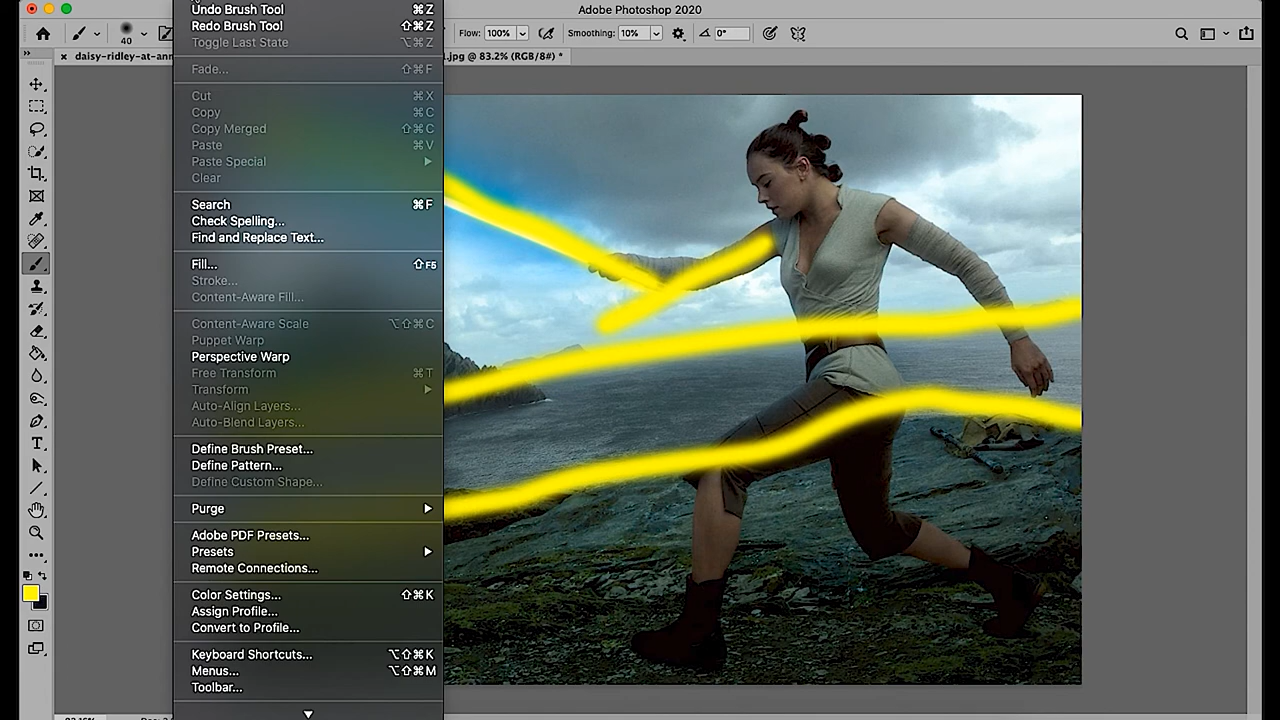 Adobe Photoshop 2020
40
Flow: 100%
Smoothing: 10%
0°
× daisy-ridley-at-ann
1.jpg @ 83.2% (RGB/8#) *
Undo Brush Tool ⌘Z
Redo Brush Tool ⇧⌘Z
Toggle Last State ⌥⌘Z
Fade... ⇧⌘F
Cut ⌘X
Copy ⌘C
Copy Merged ⇧⌘C
Paste ⌘V
Paste Special
Clear
Search ⌘F
Check Spelling...
Find and Replace Text...
Fill... ⇧F5
Stroke...
Content-Aware Fill...
Content-Aware Scale ⌥⇧⌘C
Puppet Warp
Perspective Warp
Free Transform ⌘T
Transform
Auto-Align Layers...
Auto-Blend Layers...
Define Brush Preset...
Define Pattern...
Define Custom Shape...
Purge
Adobe PDF Presets...
Presets
Remote Connections...
Color Settings... ⇧⌘K
Assign Profile...
Convert to Profile...
Keyboard Shortcuts... ⌥⇧⌘K
Menus... ⌥⇧⌘M
Toolbar...